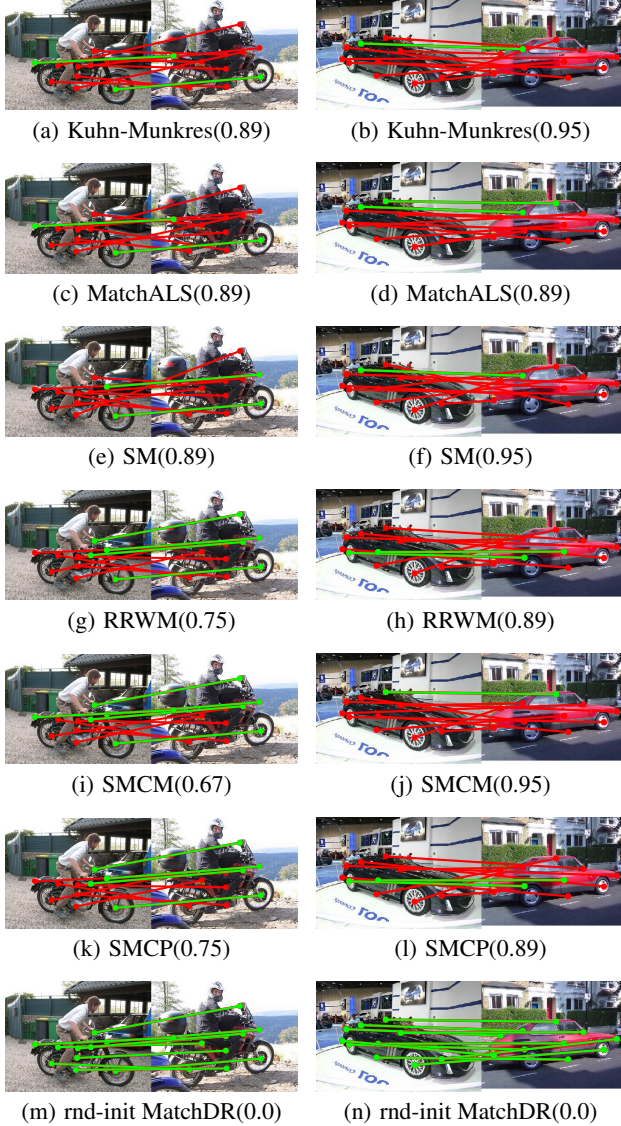 (a) Kuhn-Munkres(0.89)
(b) Kuhn-Munkres(0.95)
(c) MatchALS(0.89)
(d) MatchALS(0.89)
(e) SM(0.89)
(f) SM(0.95)
(g) RRWM(0.75)
(h) RRWM(0.89)
(i) SMCM(0.67)
(j) SMCM(0.95)
(k) SMCP(0.75)
(l) SMCP(0.89)
(m) rnd-init MatchDR(0.0)
(n) rnd-init MatchDR(0.0)